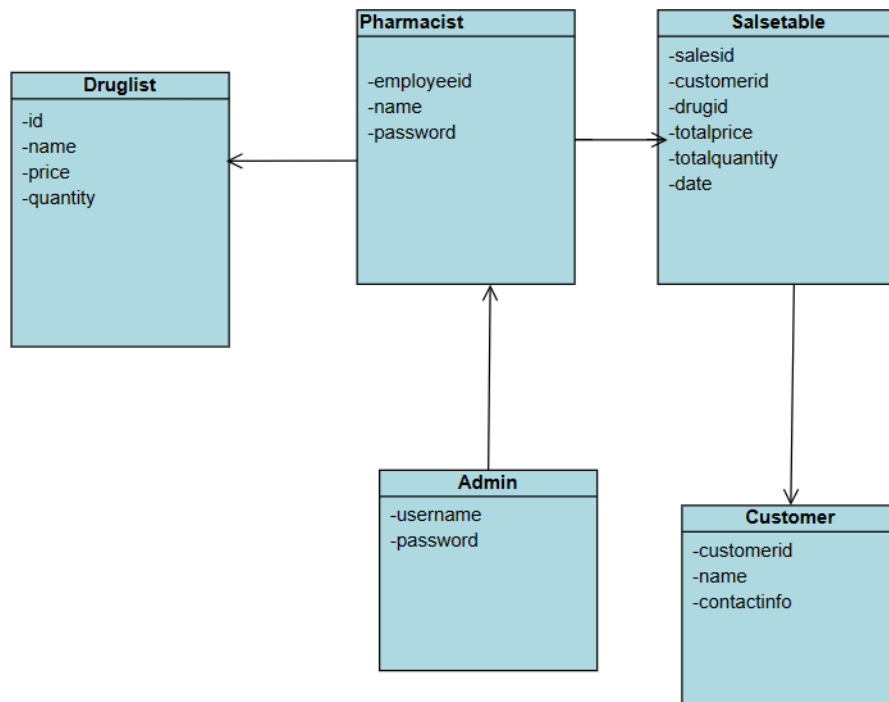 Pharmacist
-employeeid
-name
-password
Salsetable
-salesid
-customerid
-drugid
-totalprice
-totalquantity
-date
Druglist
-id
-name
-price
-quantity
Admin
-username
-password
Customer
-customerid
-name
-contactinfo